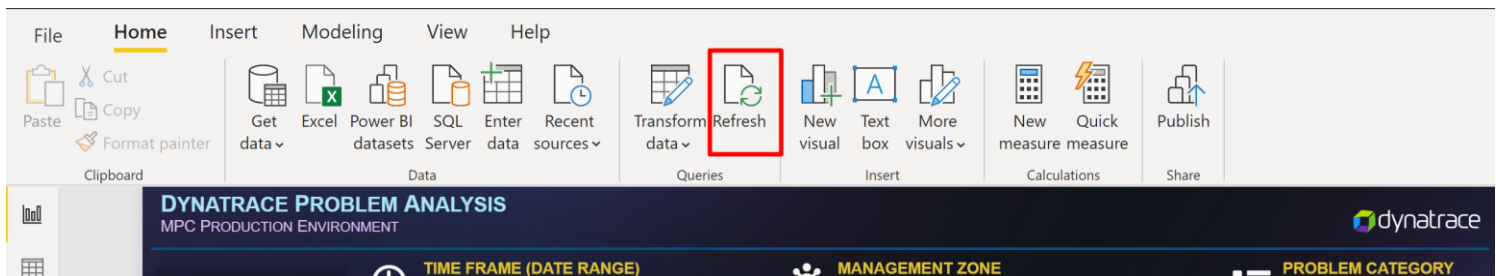 File Home Insert Modeling View Help
Cut
Copy
Format painter
Paste
Get data
Excel
Power BI datasets
SQL Server
Enter data
Recent sources
Transform data
Refresh
New visual
Text box
More visuals
New measure
Quick measure
Publish
Clipboard Data Queries Insert Calculations Share
DYNATRACE PROBLEM ANALYSIS
MPC PRODUCTION ENVIRONMENT
dynatrace
TIME FRAME (DATE RANGE) MANAGEMENT ZONE PROBLEM CATEGORY